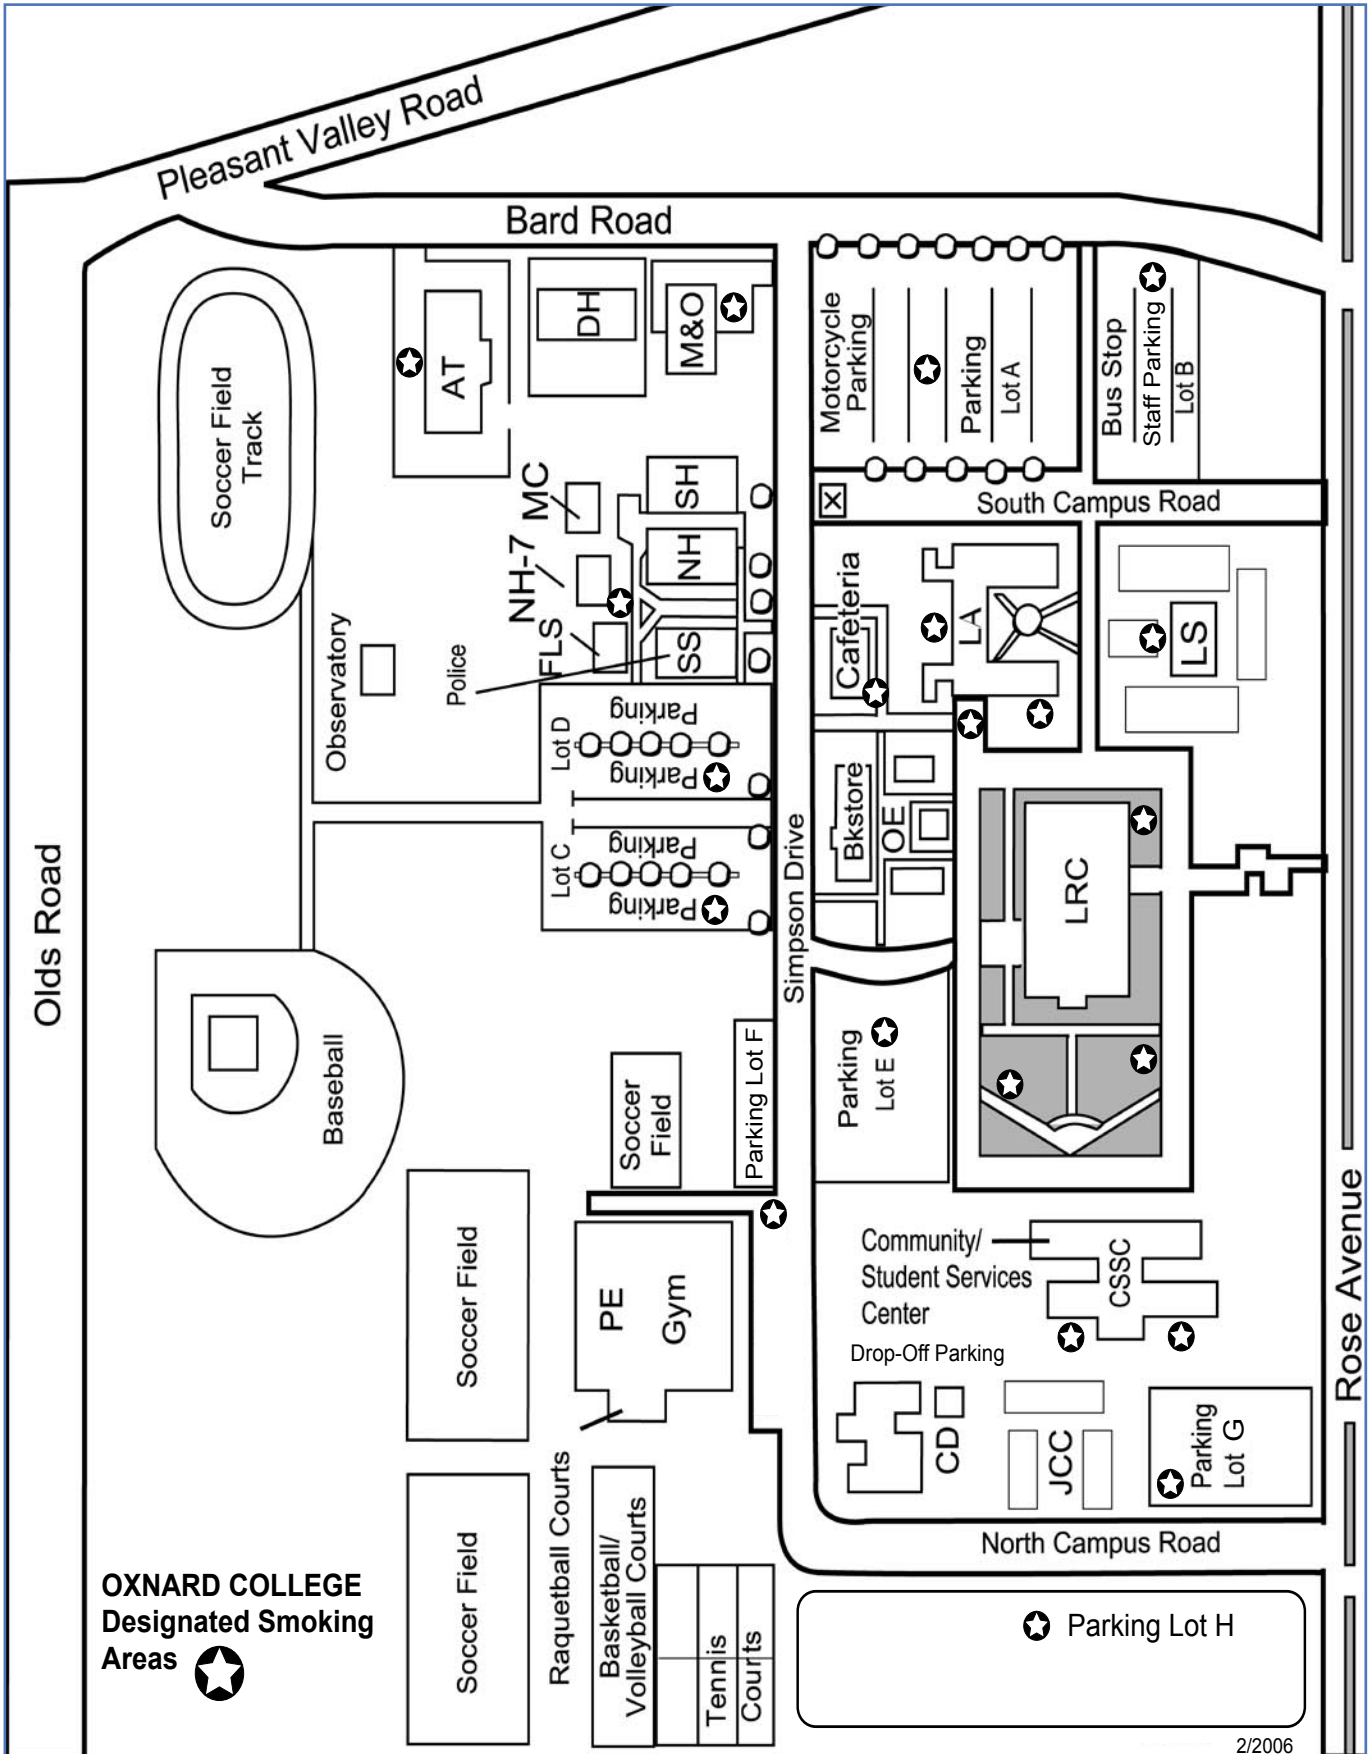 Pleasant Valley Road
Bard Road
Soccer Field
Track
AT
DH
M&O
Motorcycle
Parking
Parking
Lot A
Bus Stop
Staff Parking
Lot B
MC
SH
South Campus Road
NH-7
NH
FLS
SS
Police
Observatory
Cafeteria
LA
LS
Lot D
Parking
Parking
Lot C
Parking
Parking
Simpson Drive
Bkstore
OE
LRC
Olds Road
Baseball
Soccer
Field
Parking Lot F
Parking
Lot E
Rose Avenue
Soccer Field
PE
Gym
Community/
Student Services
Center
CSSC
Drop-Off Parking
CD
JCC
Parking
Lot G
North Campus Road
Raquetball Courts
Soccer Field
Basketball/
Volleyball Courts
Tennis
Courts
OXNARD COLLEGE
Designated Smoking
Areas
Parking Lot H
2/2006